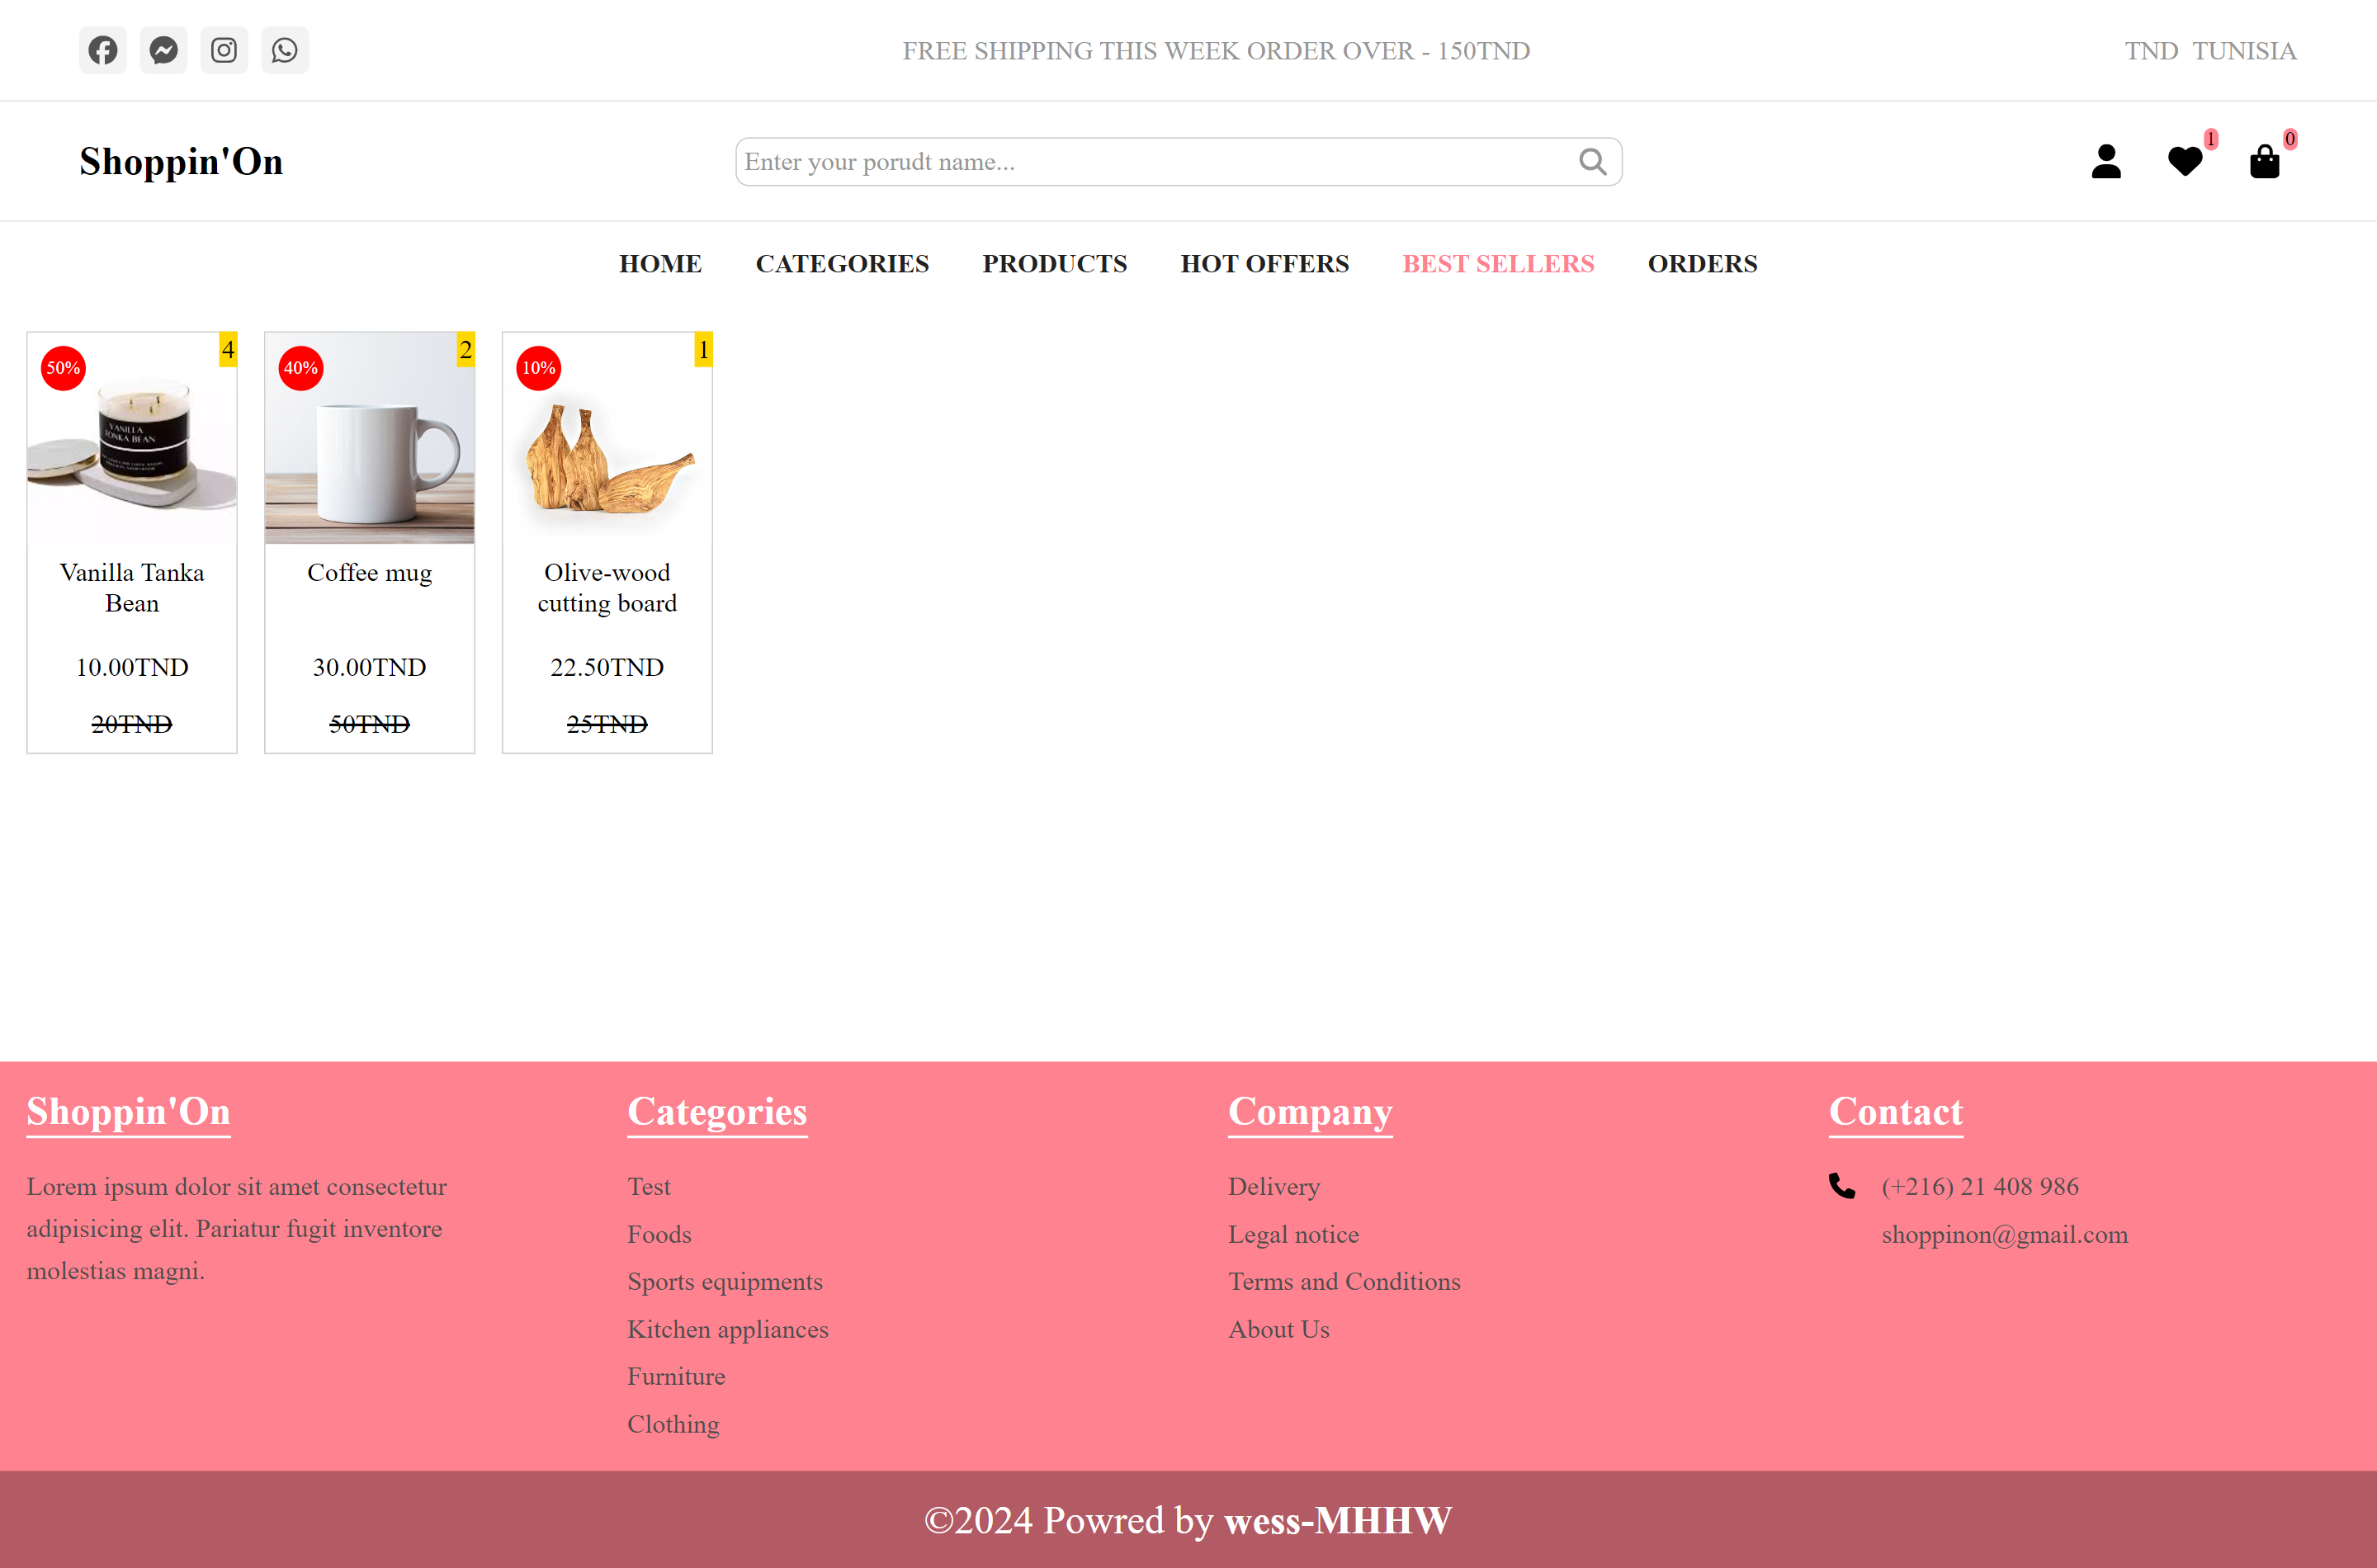 FREE SHIPPING THIS WEEK ORDER OVER - 150TND
TND TUNISIA
Shoppin'On
Enter your porudt name...
1
0
HOME
CATEGORIES
PRODUCTS
HOT OFFERS
BEST SELLERS
ORDERS
50%
4
VANILLA
TONKA BEAN
Vanilla Tanka
Bean
10.00TND
20TND
40%
2
Coffee mug
30.00TND
50TND
10%
1
Olive-wood
cutting board
22.50TND
25TND
Shoppin'On
Lorem ipsum dolor sit amet consectetur
adipisicing elit. Pariatur fugit inventore
molestias magni.
Categories
Test
Foods
Sports equipments
Kitchen appliances
Furniture
Clothing
Company
Delivery
Legal notice
Terms and Conditions
About Us
Contact
(+216) 21 408 986
shoppinon@gmail.com
©2024 Powred by wess-MHHW